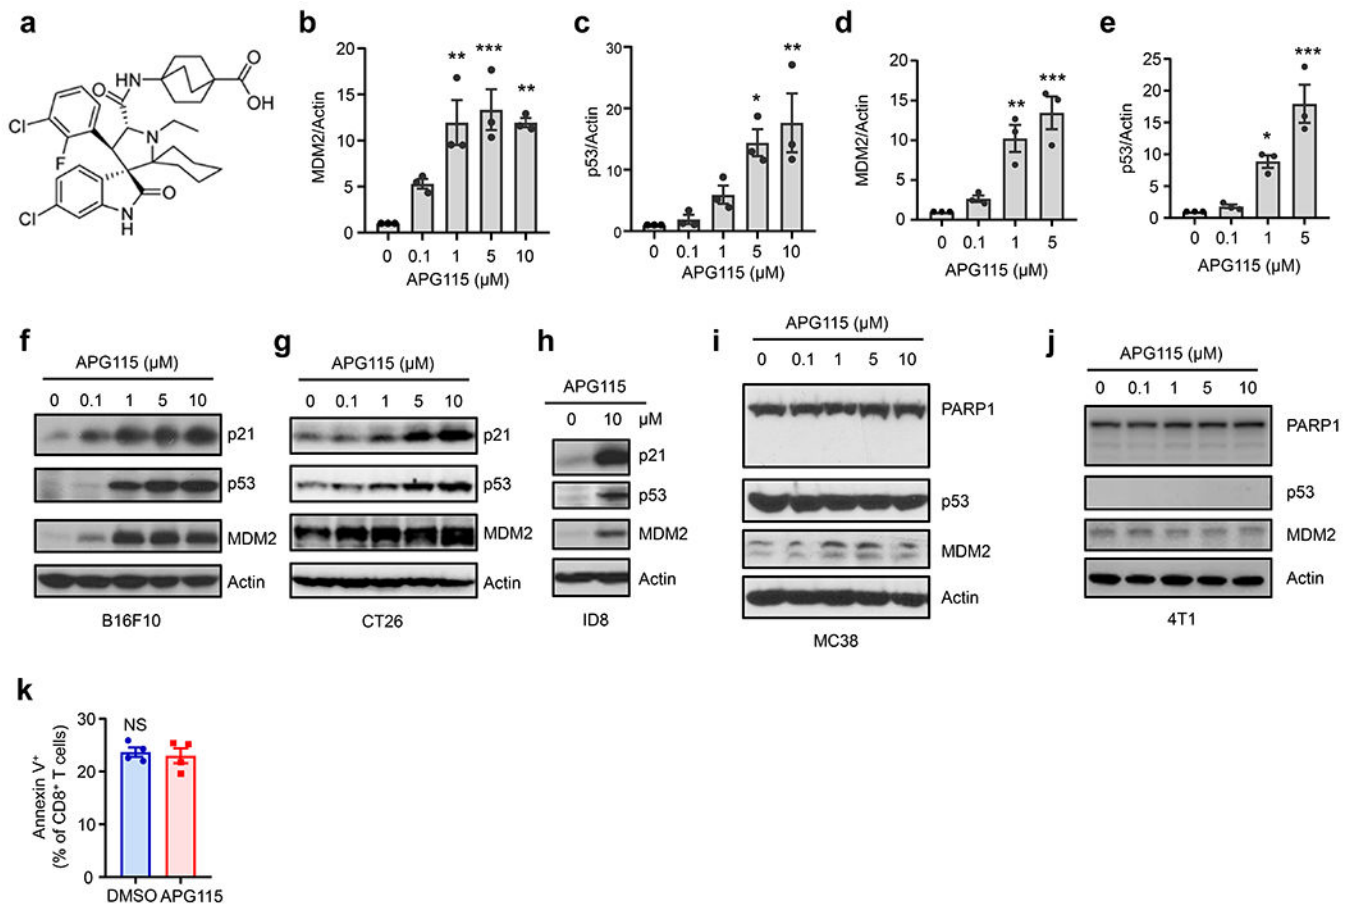 a
HN
O
O
OH
Cl
F
N
Cl
O
N
H
b
MDM2/Actin
20
15
10
5
0
** *** **
0 0.1 1 5 10
APG115 (µM)
c
p53/Actin
30
20
10
0
* **
0 0.1 1 5 10
APG115 (µM)
d
MDM2/Actin
20
15
10
5
0
** ***
0 0.1 1 5
APG115 (µM)
e
p53/Actin
25
20
15
10
5
0
* ***
0 0.1 1 5
APG115 (µM)
f
APG115 (µM)
0 0.1 1 5 10
p21
p53
MDM2
Actin
B16F10
g
APG115 (µM)
0 0.1 1 5 10
p21
p53
MDM2
Actin
CT26
h
APG115
0 10 µM
p21
p53
MDM2
Actin
ID8
i
APG115 (µM)
0 0.1 1 5 10
PARP1
p53
MDM2
Actin
MC38
j
APG115 (µM)
0 0.1 1 5 10
PARP1
p53
MDM2
Actin
4T1
k
Annexin V⁺
(% of CD8⁺ T cells)
30
20
10
0
NS
DMSO APG115